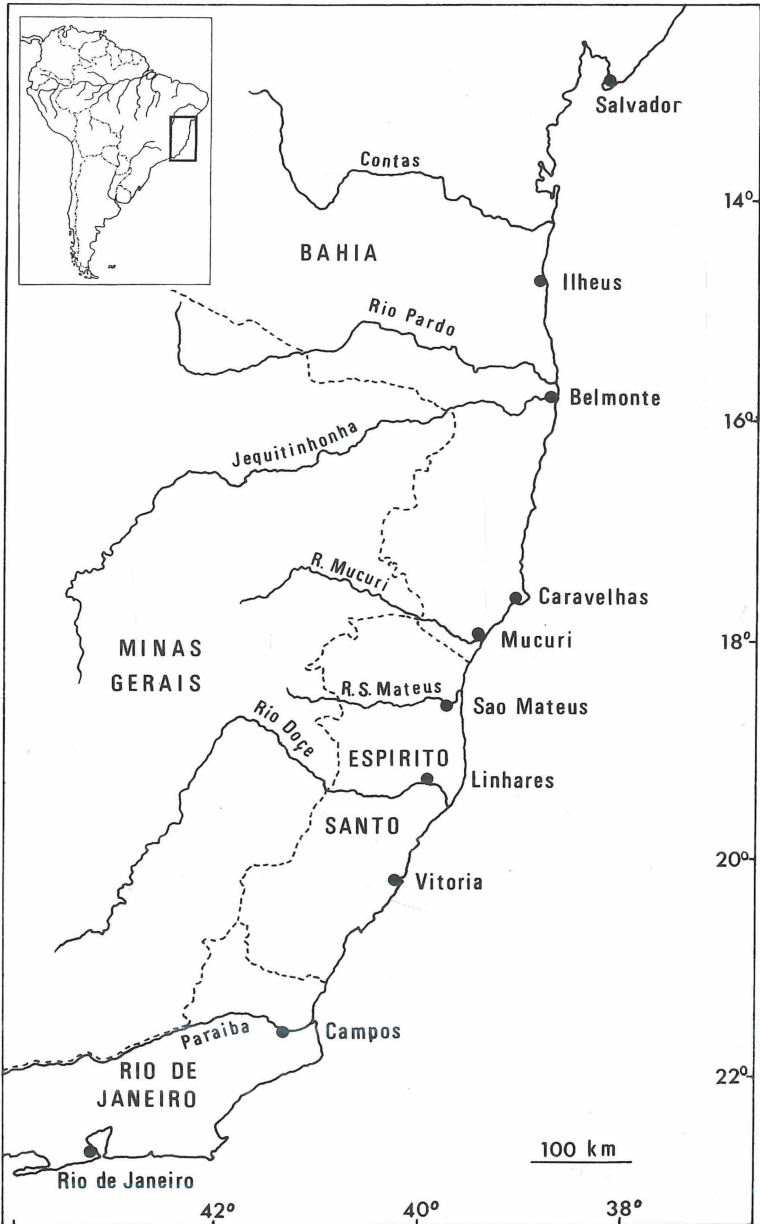 Salvador
Contas
14°
BAHIA
Ilheus
Rio Pardo
Belmonte
16°
Jequitinhonha
R. Mucuri
Caravelhas
Mucuri
18°
MINAS
GERAIS
R.S. Mateus
Sao Mateus
Rio Doçe
ESPIRITO
Linhares
SANTO
20°
Vitoria
Paraiba
Campos
RIO DE
JANEIRO
22°
100 km
Rio de Janeiro
42°
40°
38°